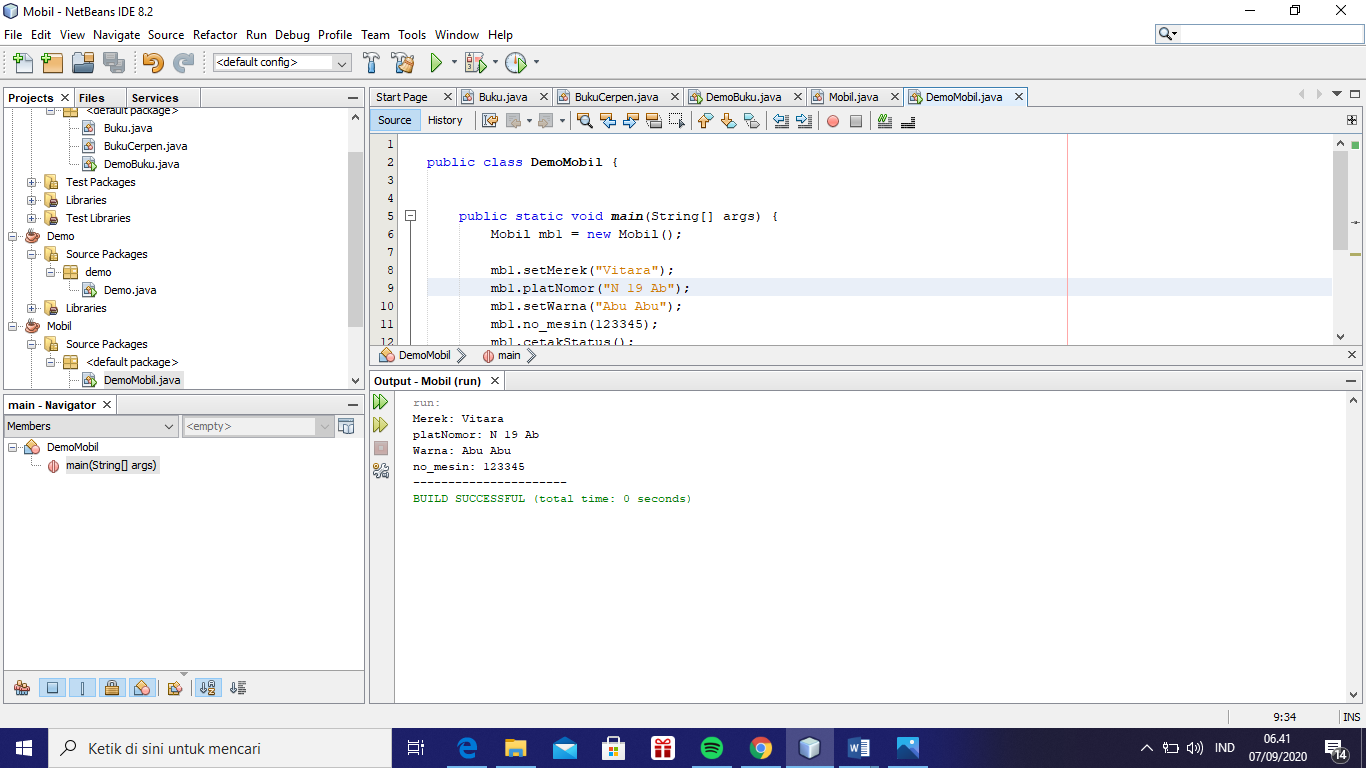 Mobil - NetBeans IDE 8.2
File Edit View Navigate Source Refactor Run Debug Profile Team Tools Window Help
<default config>
Projects Files Services
<default package>
Buku.java
BukuCerpen.java
DemoBuku.java
Test Packages
Libraries
Test Libraries
Demo
Source Packages
demo
Demo.java
Libraries
Mobil
Source Packages
<default package>
DemoMobil.java
main - Navigator
Members <empty>
DemoMobil
main(String[] args)
Start Page Buku.java BukuCerpen.java DemoBuku.java Mobil.java DemoMobil.java
Source History
1
2 public class DemoMobil {
3
4
5 public static void main(String[] args) {
6 Mobil mbl = new Mobil();
7
8 mbl.setMerek("Vitara");
9 mbl.platNomor("N 19 Ab");
10 mbl.setWarna("Abu Abu");
11 mbl.no_mesin(123345);
12 mbl.cetakStatus();
DemoMobil main
Output - Mobil (run)
run:
Merek: Vitara
platNomor: N 19 Ab
Warna: Abu Abu
no_mesin: 123345
----------------------
BUILD SUCCESSFUL (total time: 0 seconds)
9:34 INS
Ketik di sini untuk mencari
IND
06.41
07/09/2020
14